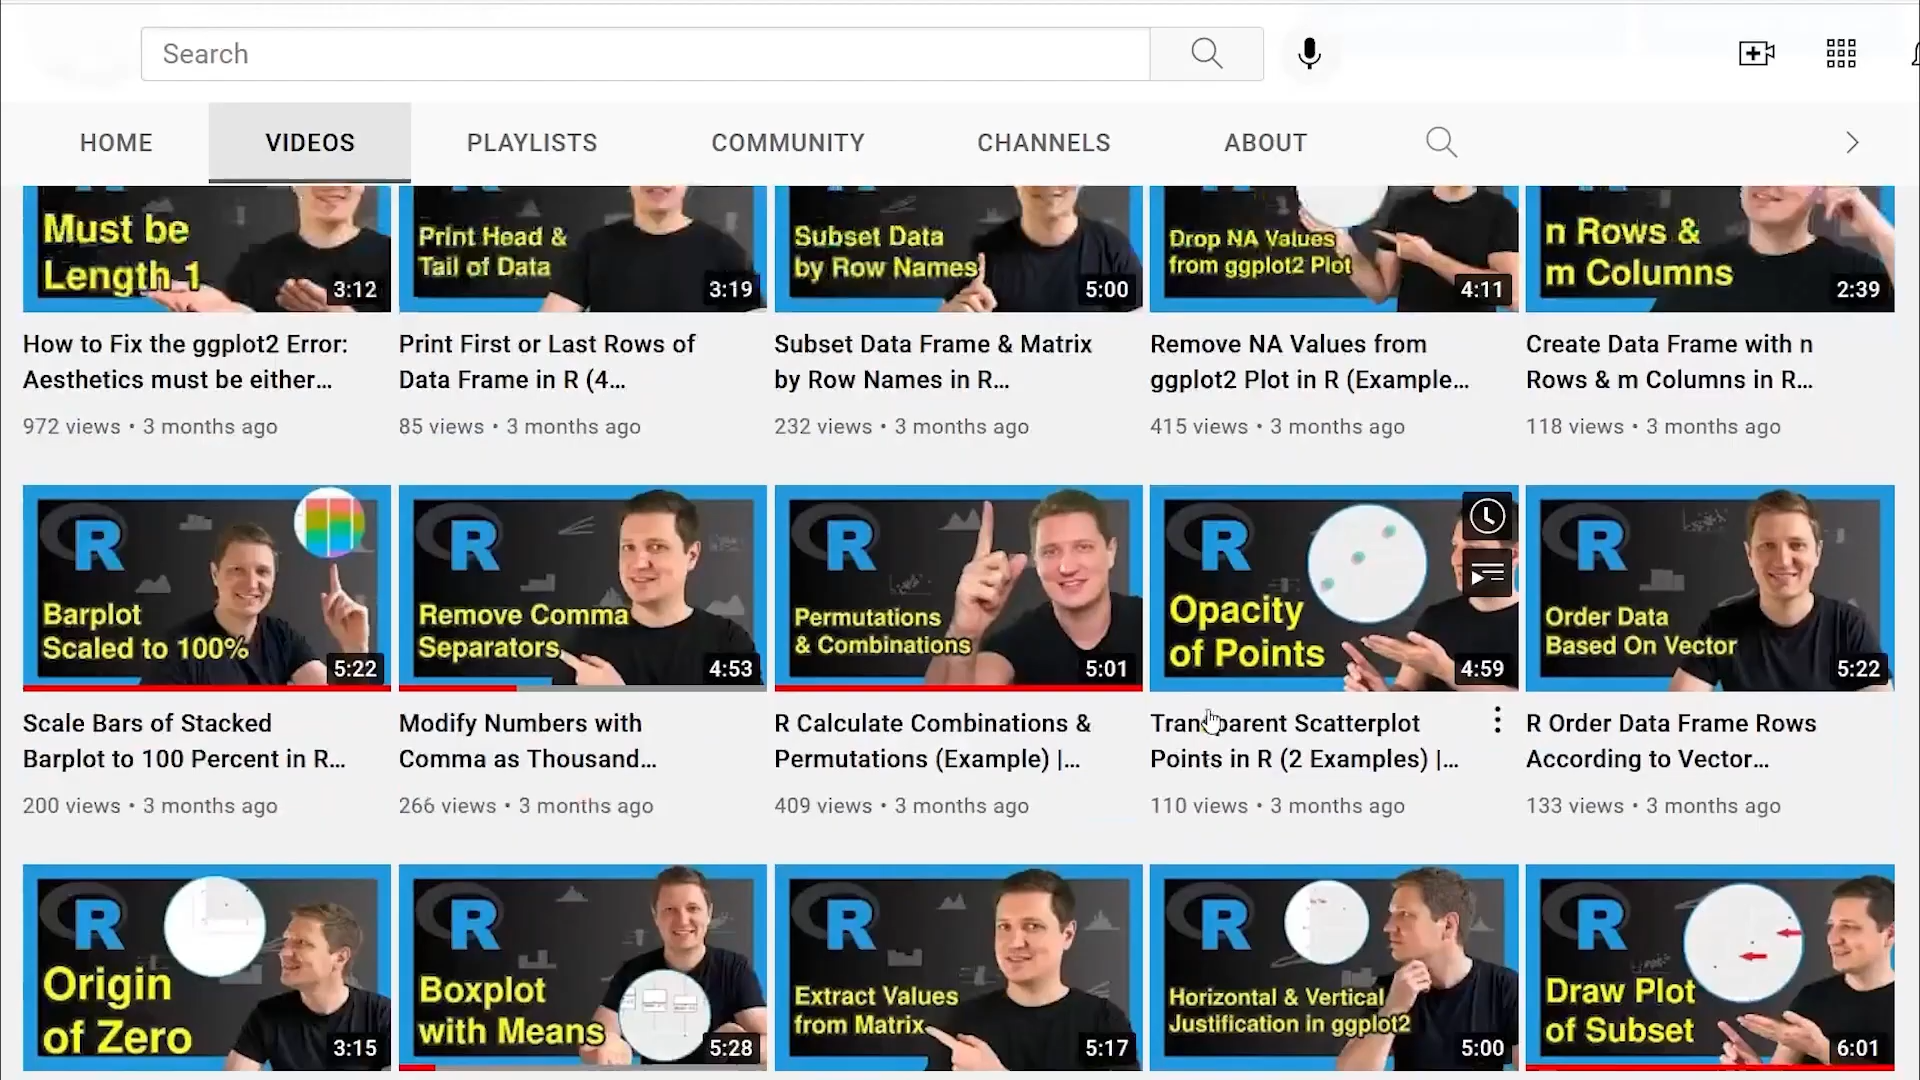 Search
HOME
VIDEOS
PLAYLISTS
COMMUNITY
CHANNELS
ABOUT
Must be
Length 1
3:12
Print Head &
Tail of Data
3:19
Subset Data
by Row Names
5:00
Drop NA Values
from ggplot2 Plot
4:11
n Rows &
m Columns
2:39
How to Fix the ggplot2 Error:
Aesthetics must be either...
972 views • 3 months ago
Print First or Last Rows of
Data Frame in R (4...
85 views • 3 months ago
Subset Data Frame & Matrix
by Row Names in R...
232 views • 3 months ago
Remove NA Values from
ggplot2 Plot in R (Example...
415 views • 3 months ago
Create Data Frame with n
Rows & m Columns in R...
118 views • 3 months ago
R
Barplot
Scaled to 100%
5:22
R
Remove Comma
Separators
4:53
R
Permutations
& Combinations
5:01
R
Opacity
of Points
4:59
R
Order Data
Based On Vector
5:22
Scale Bars of Stacked
Barplot to 100 Percent in R...
200 views • 3 months ago
Modify Numbers with
Comma as Thousand...
266 views • 3 months ago
R Calculate Combinations &
Permutations (Example) |...
409 views • 3 months ago
Transparent Scatterplot
Points in R (2 Examples) |...
110 views • 3 months ago
R Order Data Frame Rows
According to Vector...
133 views • 3 months ago
R
Origin
of Zero
3:15
R
Boxplot
with Means
5:28
R
Extract Values
from Matrix
5:17
R
Horizontal & Vertical
Justification in ggplot2
5:00
R
Draw Plot
of Subset
6:01